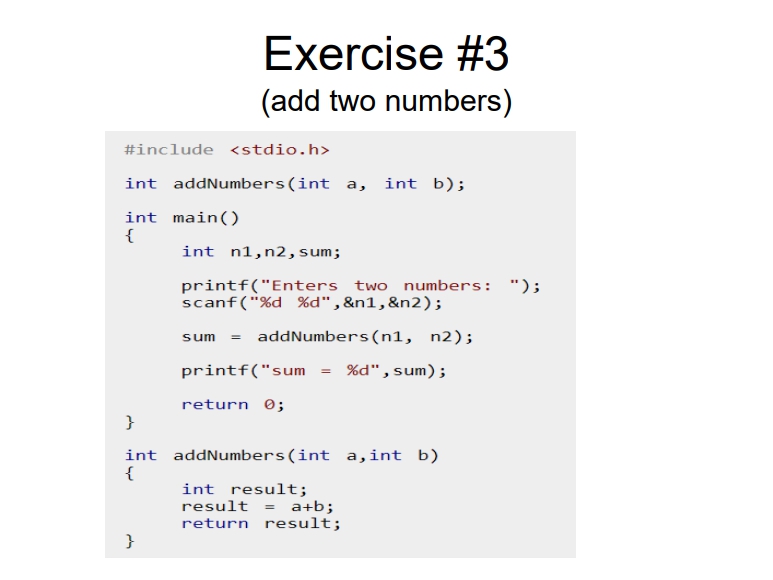 Exercise #3
(add two numbers)
#include <stdio.h>
int addNumbers(int a, int b);
int main()
{
int n1,n2,sum;
printf("Enters two numbers: ");
scanf("%d %d",&n1,&n2);
sum = addNumbers(n1, n2);
printf("sum = %d",sum);
return 0;
}
int addNumbers(int a,int b)
{
int result;
result = a+b;
return result;
}